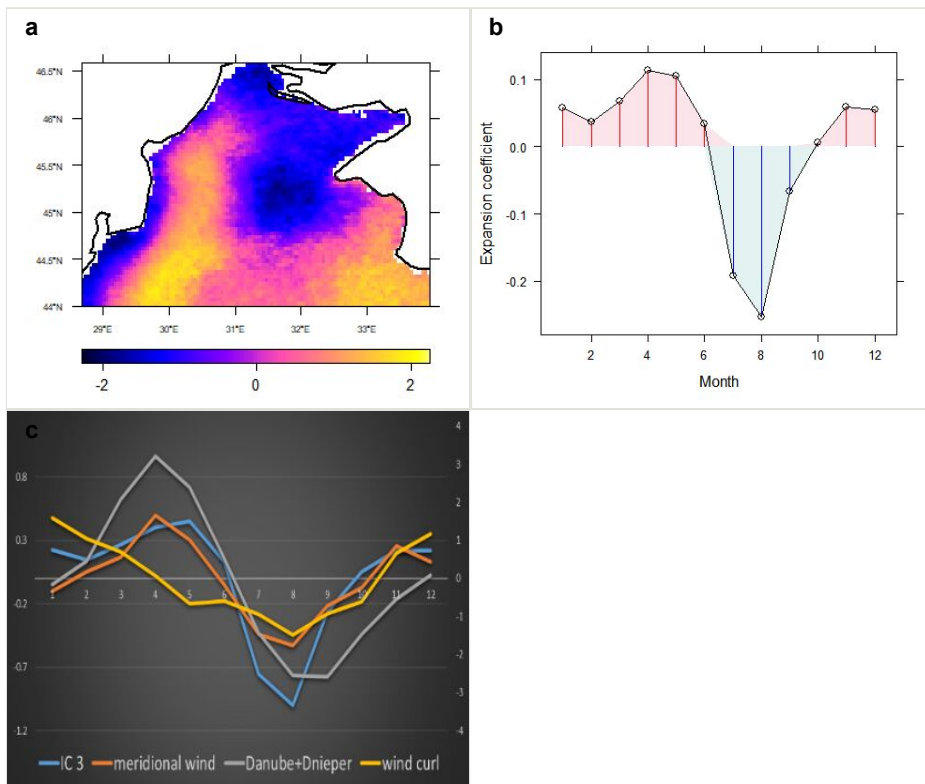 a
46.5°N
46°N
45.5°N
45°N
44.5°N
44°N
29°E 30°E 31°E 32°E 33°E
-2 0 2
b
Expansion coefficient
0.1
0.0
-0.1
-0.2
2 4 6 8 10 12
Month
c
4
3
0.8
2
0.3
1
0
1 2 3 4 5 6 7 8 9 10 11 12
-0.2
-1
-2
-0.7
-3
-1.2
-4
IC 3 meridional wind Danube+Dnieper wind curl